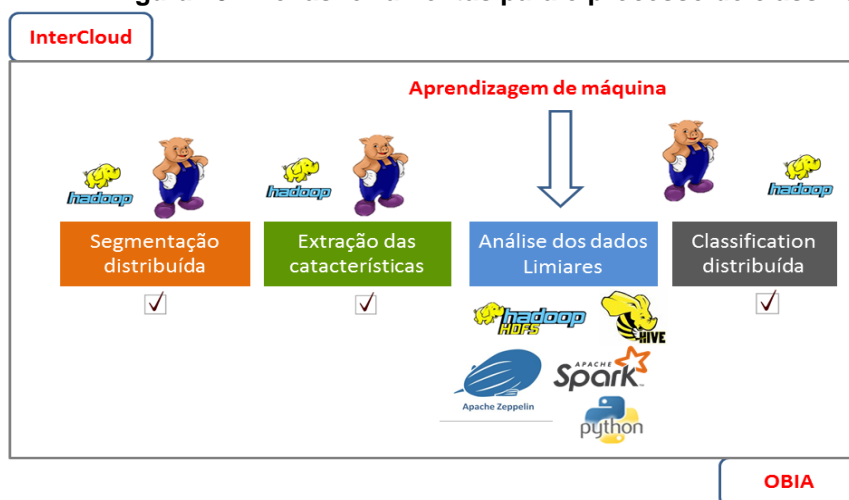 InterCloud
Aprendizagem de máquina
hadoop
hadoop
hadoop
Segmentação
distribuída
Extração das
catacterísticas
Análise dos dados
Limiares
Classification
distribuída
hadoop
HDFS
HIVE
Apache Zeppelin
APACHE
Spark
python
OBIA